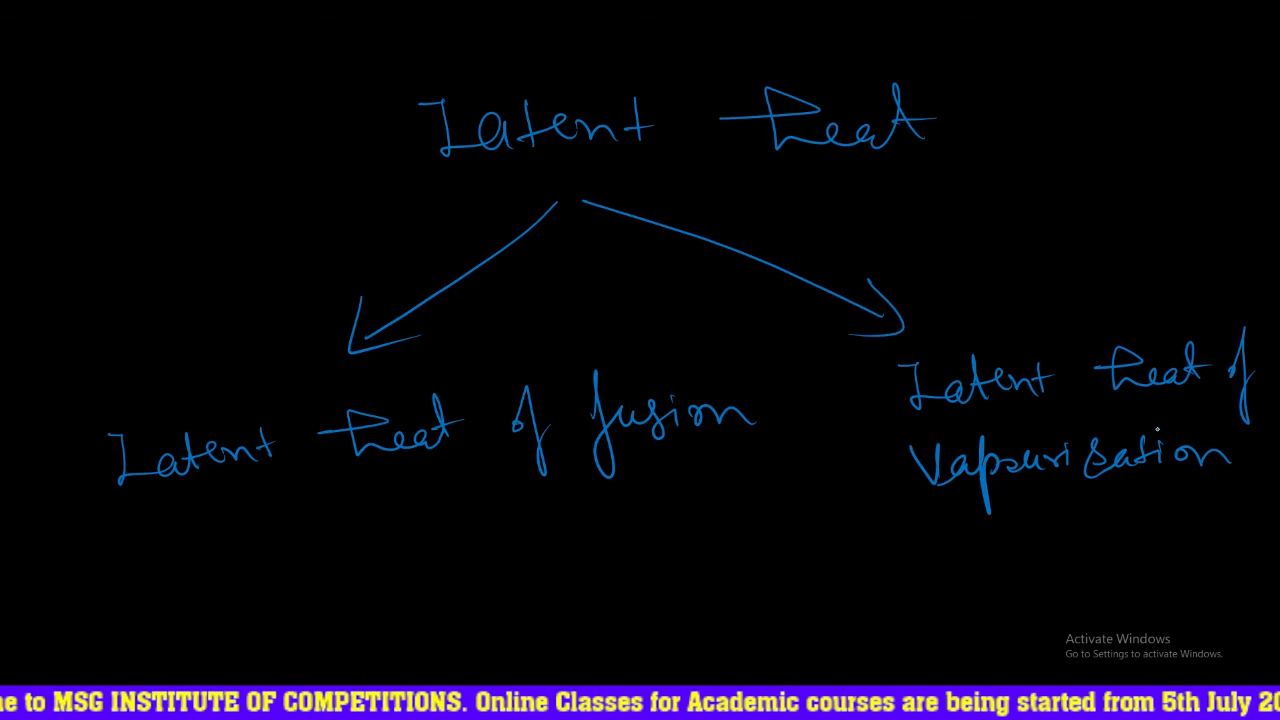 Latent heat
Latent heat of fusion
Latent heat of
Vapourisation
Activate Windows
Go to Settings to activate Windows.
ne to MSG INSTITUTE OF COMPETITIONS. Online Classes for Academic courses are being started from 5th July 20